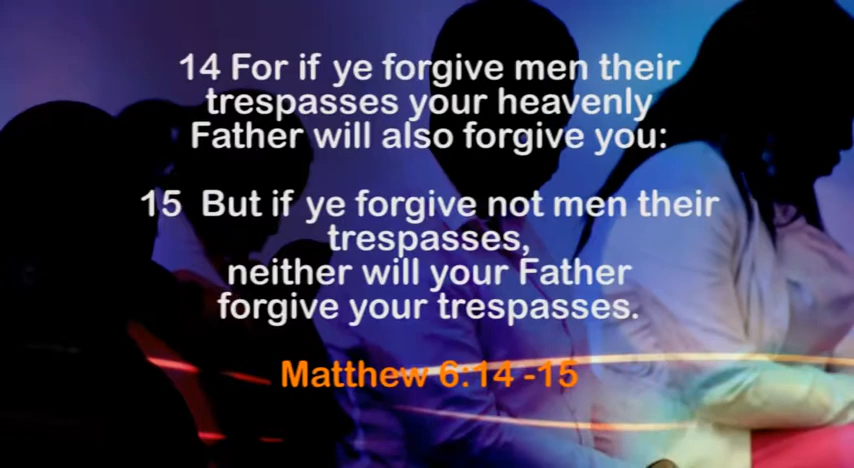 14 For if ye forgive men their
trespasses your heavenly
Father will also forgive you:
15 But if ye forgive not men their
trespasses,
neither will your Father
forgive your trespasses.
Matthew 6:14 -15